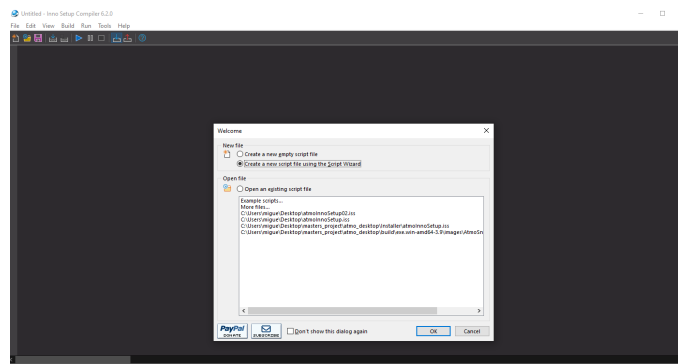 Untitled - Inno Setup Compiler 6.2.0
File Edit View Build Run Tools Help
Welcome
New file
Create a new empty script file
Create a new script file using the Script Wizard
Open file
Open an existing script file
Example scripts...
More files...
C:\Users\migue\Desktop\atmoInnoSetup02.iss
C:\Users\migue\Desktop\atmoInnoSetup.iss
C:\Users\migue\Desktop\masters_project\atmo_desktop\Installer\atmoInnoSetup.iss
C:\Users\migue\Desktop\masters_project\atmo_desktop\build\exe.win-amd64-3.9\images\AtmoSn
PayPal
DONATE
SUBSCRIBE
Don't show this dialog again
OK
Cancel